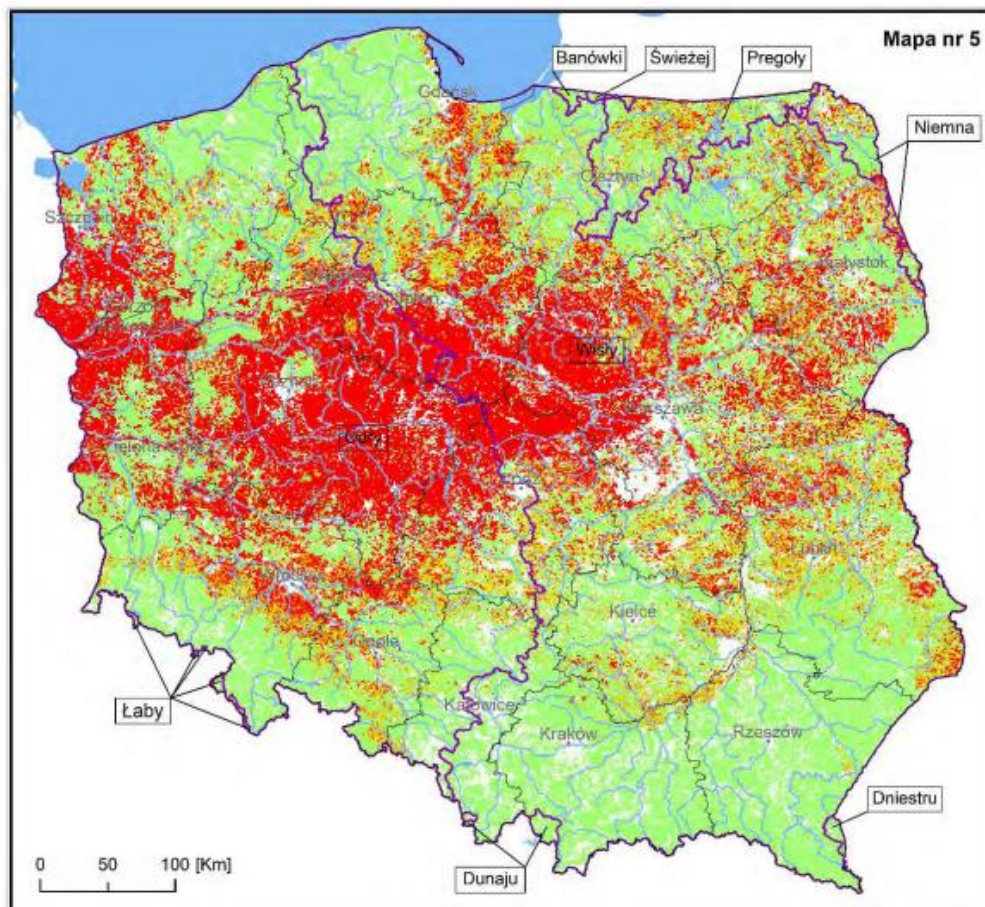 Mapa nr 5
Banówki
Świeżej
Pregoły
Gdańsk
Niemna
Olsztyn
Szczecin
Białystok
Wisły
Warszawa
Odry
Lublin
Kielce
Opole
Łaby
Katowice
Kraków
Rzeszów
Dniestru
0 50 100 [Km]
Dunaju